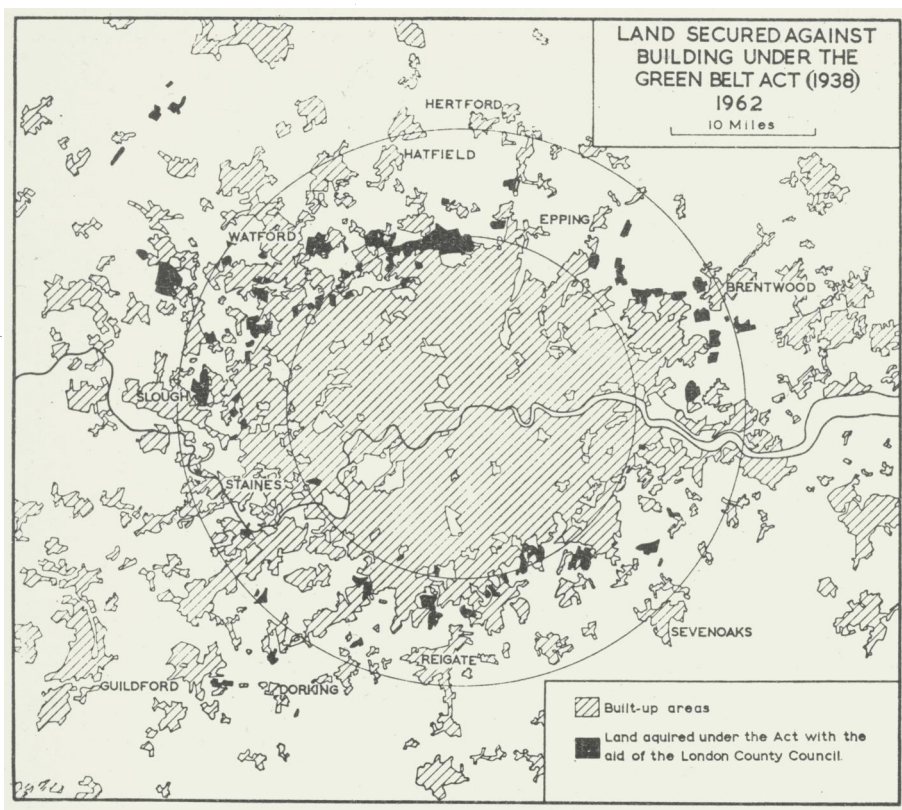 LAND SECURED AGAINST
BUILDING UNDER THE
GREEN BELT ACT (1938)
1962
10 Miles
HERTFORD
HATFIELD
EPPING
WATFORD
BRENTWOOD
SLOUGH
STAINES
SEVENOAKS
REIGATE
GUILDFORD
DORKING
Built-up areas
Land aquired under the Act with the
aid of the London County Council.